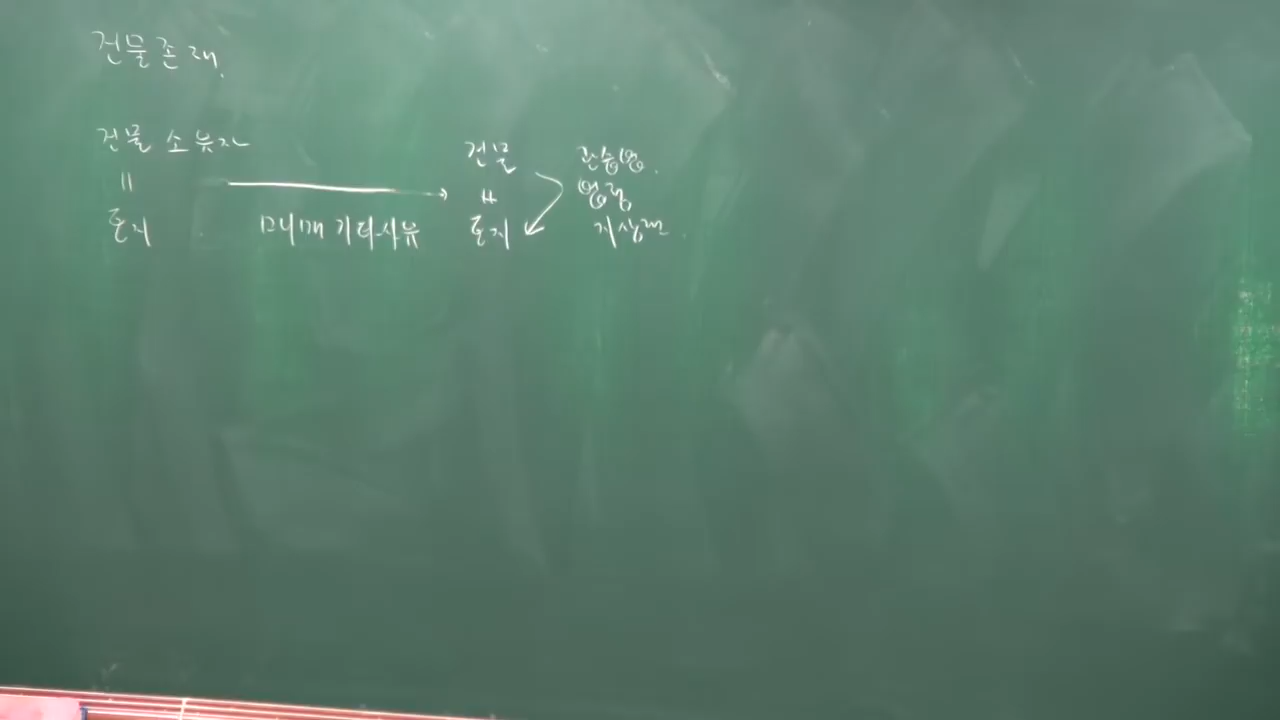 건물존재.
건물 소유자
=
토지
매매 기타사유
건물
=
토지
관습법.
법정
지상권.